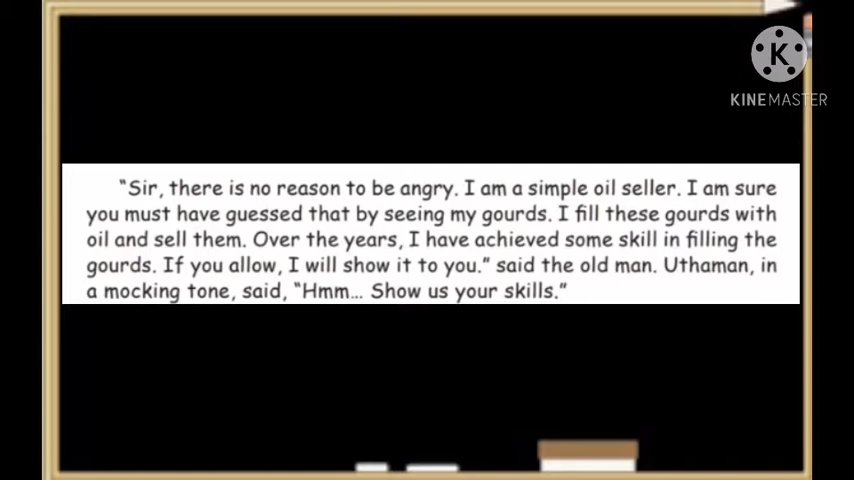 K
KINEMASTER
“Sir, there is no reason to be angry. I am a simple oil seller. I am sure
you must have guessed that by seeing my gourds. I fill these gourds with
oil and sell them. Over the years, I have achieved some skill in filling the
gourds. If you allow, I will show it to you.” said the old man. Uthaman, in
a mocking tone, said, “Hmm... Show us your skills.”